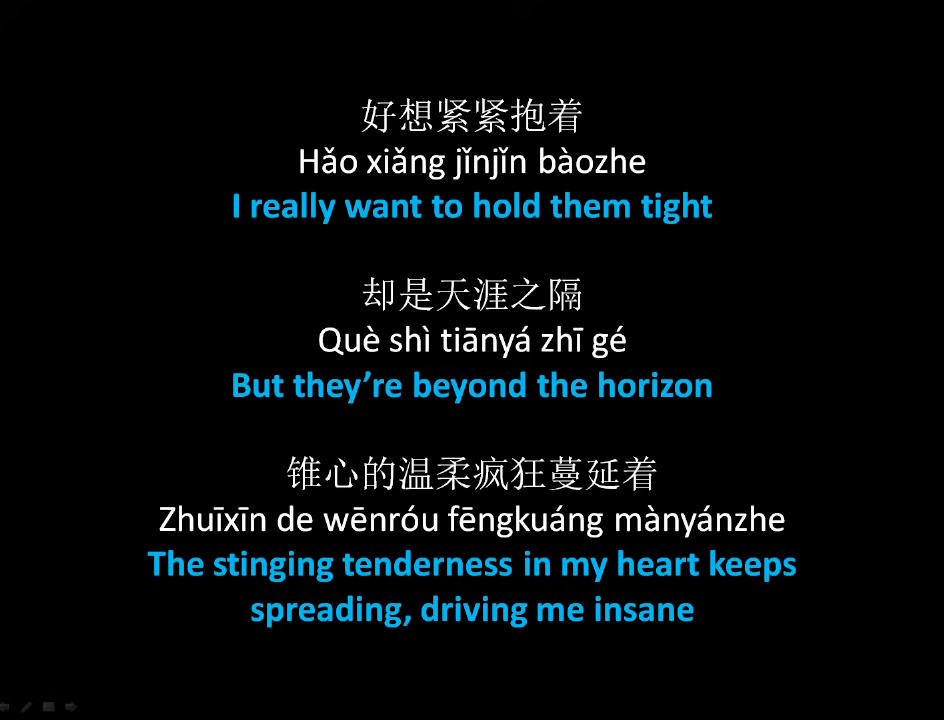 好想紧紧抱着
Hǎo xiǎng jǐnjǐn bàozhe
I really want to hold them tight
却是天涯之隔
Què shì tiānyá zhī gé
But they’re beyond the horizon
锥心的温柔疯狂蔓延着
Zhuīxīn de wēnróu fēngkuáng mànyánzhe
The stinging tenderness in my heart keeps
spreading, driving me insane